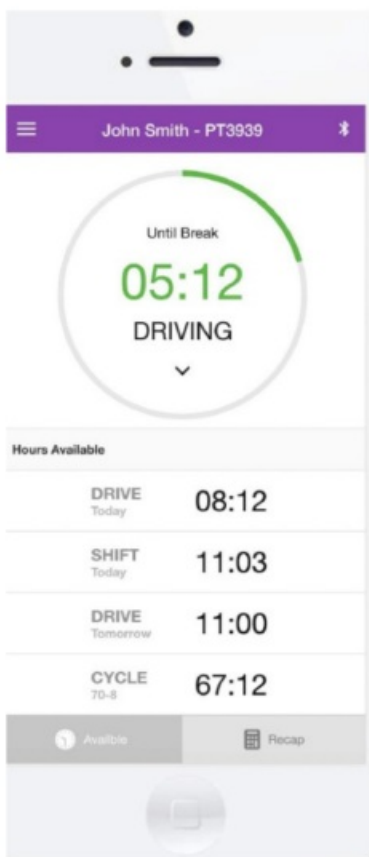 John Smith - PT3939
Until Break
05:12
DRIVING
Hours Available
DRIVE 08:12
Today
SHIFT 11:03
Today
DRIVE 11:00
Tomorrow
CYCLE 67:12
70-8
Availble Recap